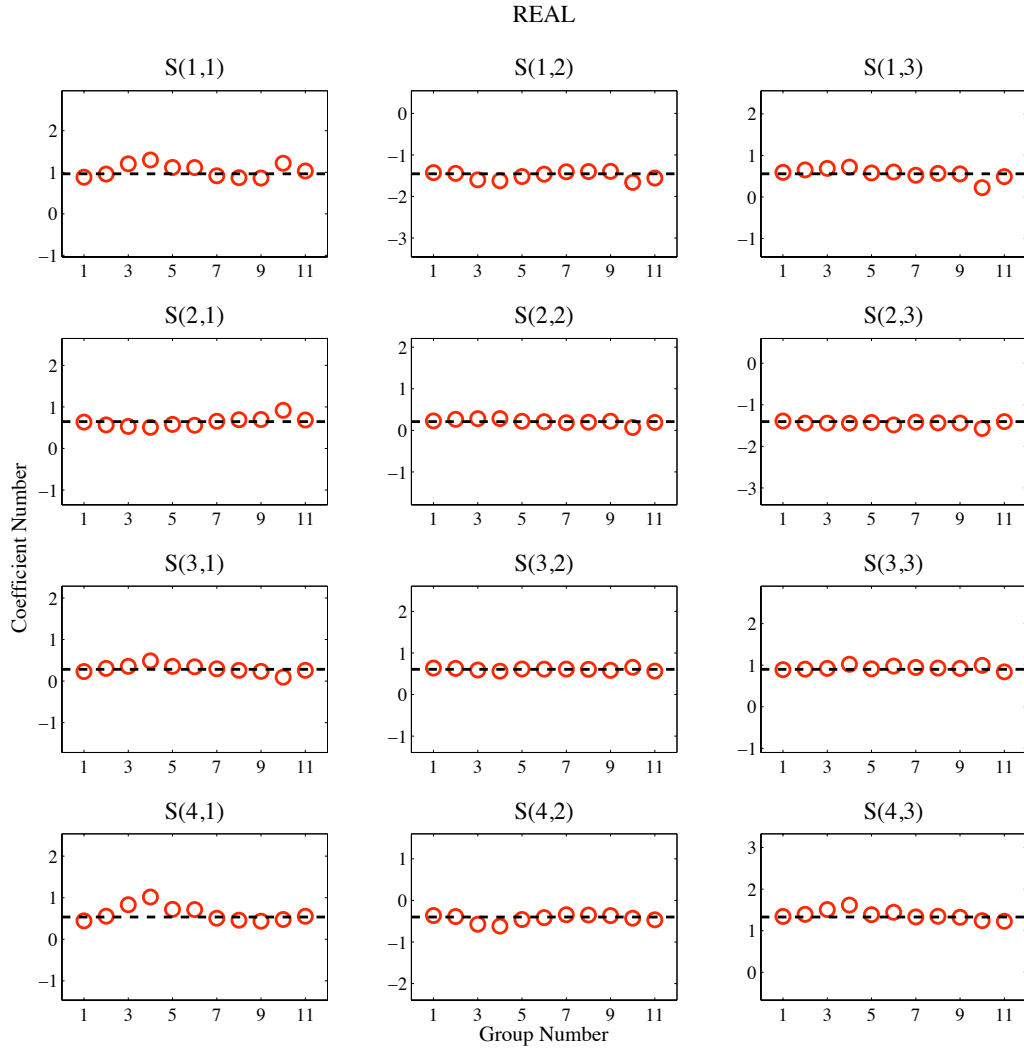 REAL
S(1,1) S(1,2) S(1,3)
2 0 2
1 −1 1
0 −2 0
−1 −3 −1
1 3 5 7 9 11 1 3 5 7 9 11 1 3 5 7 9 11
S(2,1) S(2,2) S(2,3)
2 2 0
1 1 −1
0 0 −2
−1 −1 −3
1 3 5 7 9 11 1 3 5 7 9 11 1 3 5 7 9 11
Coefficient Number
S(3,1) S(3,2) S(3,3)
2 2 2
1 1 1
0 0 0
−1 −1 −1
1 3 5 7 9 11 1 3 5 7 9 11 1 3 5 7 9 11
S(4,1) S(4,2) S(4,3)
2 1 3
1 0 2
0 −1 1
−1 −2 0
1 3 5 7 9 11 1 3 5 7 9 11 1 3 5 7 9 11
Group Number